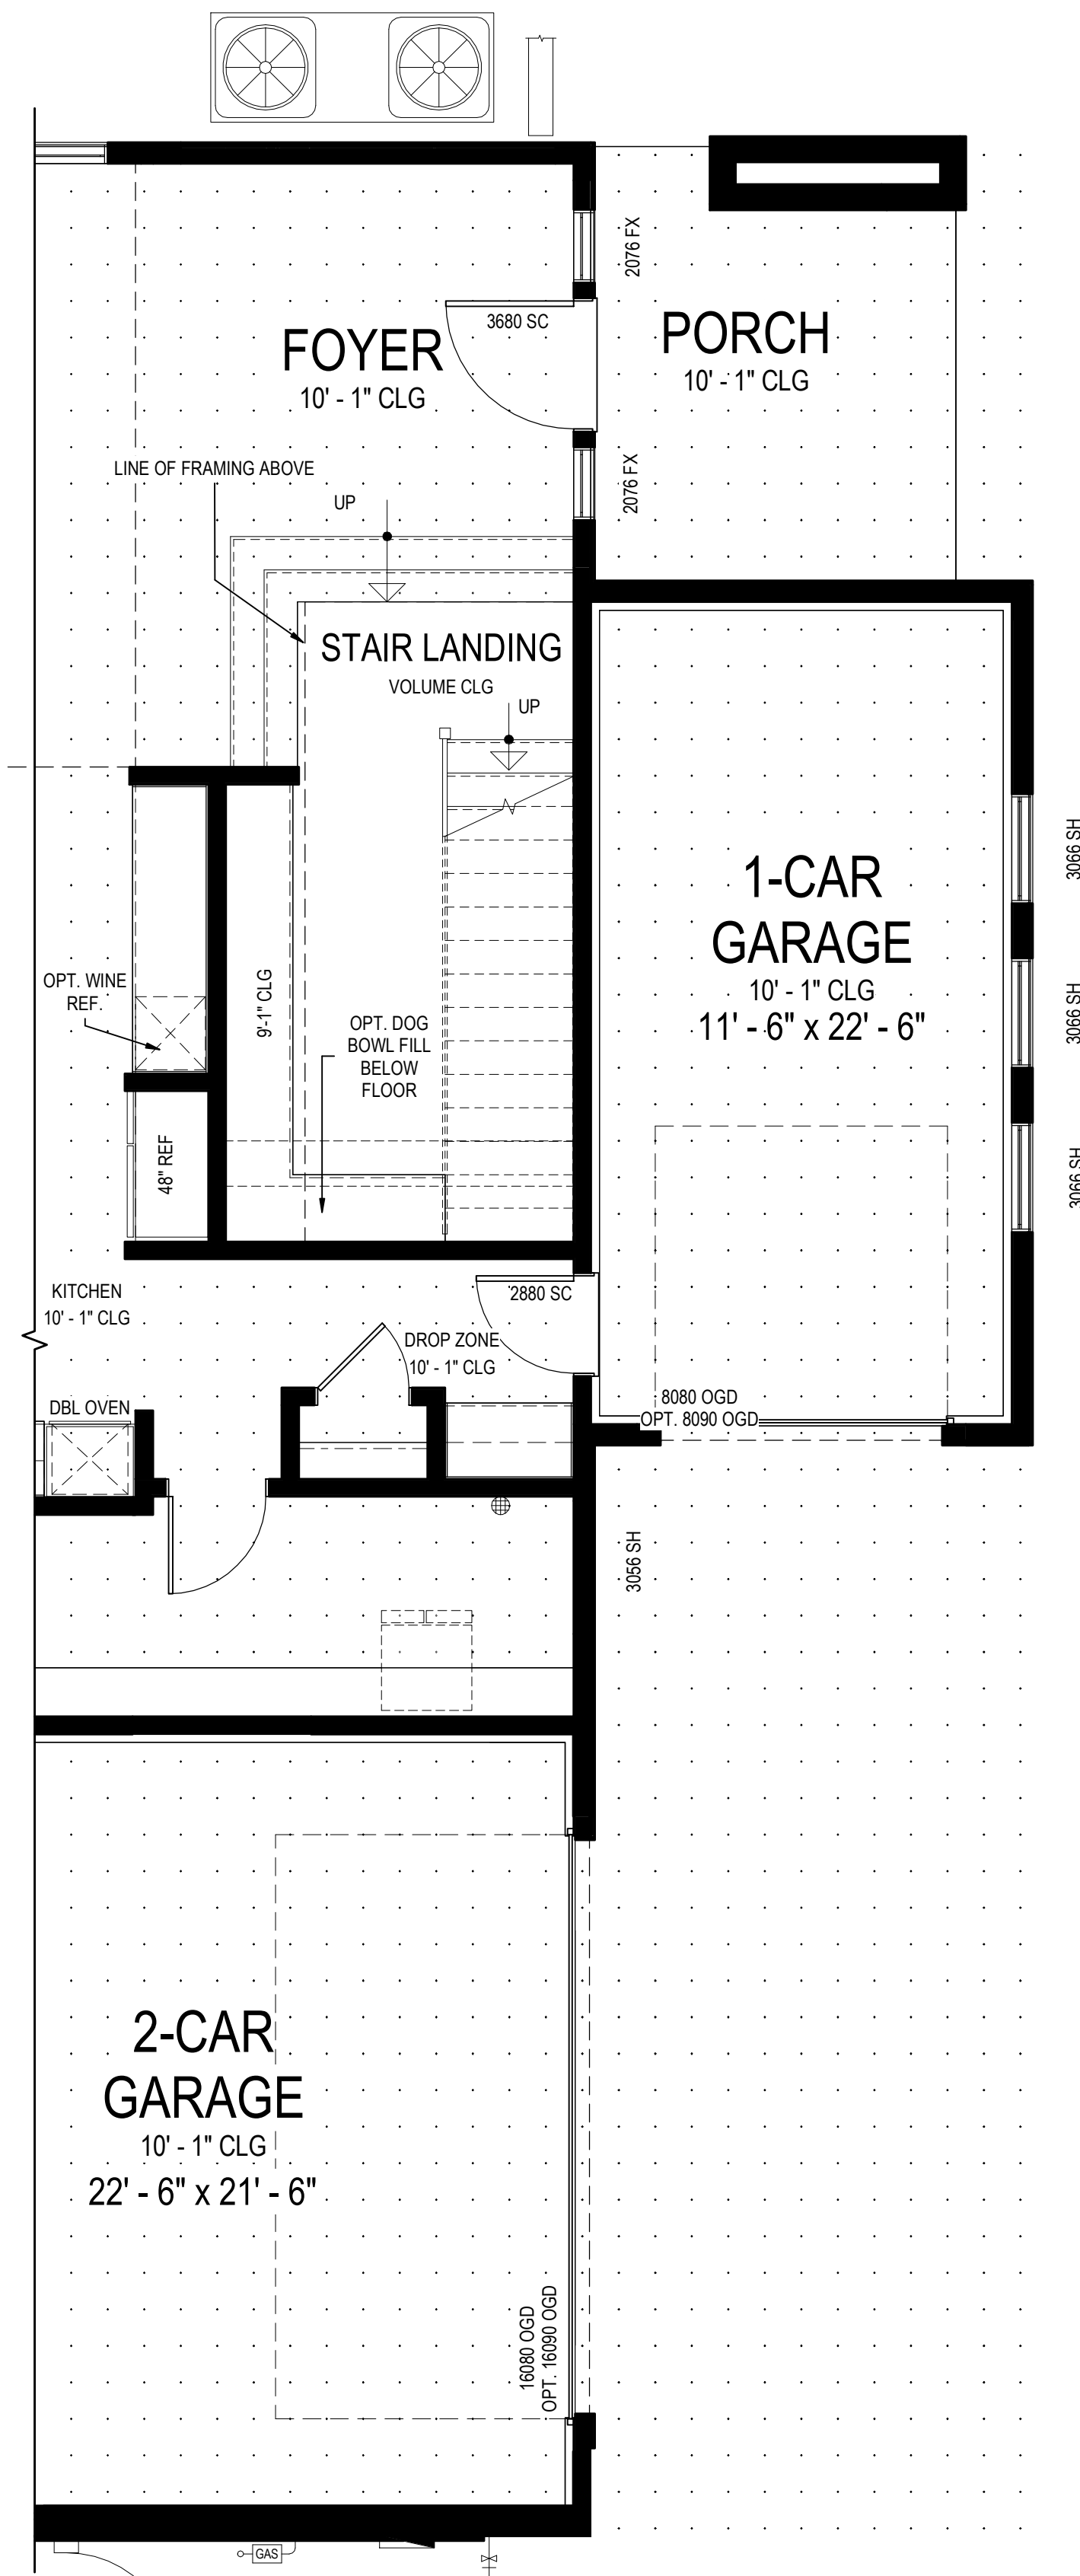 2076 FX
3680 SC
FOYER
10' - 1" CLG
PORCH
10' - 1" CLG
LINE OF FRAMING ABOVE
UP
2076 FX
STAIR LANDING
VOLUME CLG
UP
3066 SH
1-CAR
GARAGE
10' - 1" CLG
11' - 6" x 22' - 6"
OPT. WINE
REF.
9'-1" CLG
3066 SH
OPT. DOG
BOWL FILL
BELOW
FLOOR
48" REF
3066 SH
KITCHEN
10' - 1" CLG
2880 SC
DROP ZONE
10' - 1" CLG
DBL OVEN
8080 OGD
OPT. 8090 OGD
3056 SH
2-CAR
GARAGE
10' - 1" CLG
22' - 6" x 21' - 6"
16080 OGD
OPT. 16090 OGD
GAS